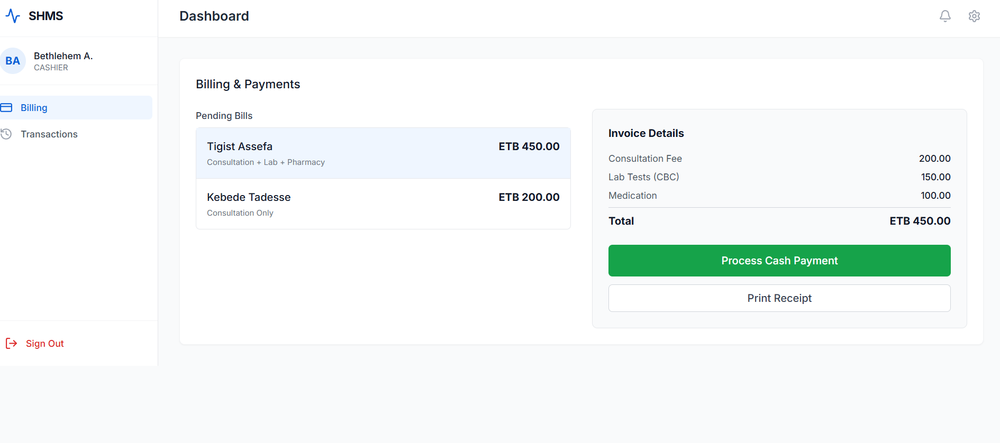 SHMS
Dashboard
BA
Bethlehem A.
CASHIER
Billing
Transactions
Sign Out
Billing & Payments
Pending Bills
Tigist Assefa ETB 450.00
Consultation + Lab + Pharmacy
Kebede Tadesse ETB 200.00
Consultation Only
Invoice Details
Consultation Fee 200.00
Lab Tests (CBC) 150.00
Medication 100.00
Total ETB 450.00
Process Cash Payment
Print Receipt